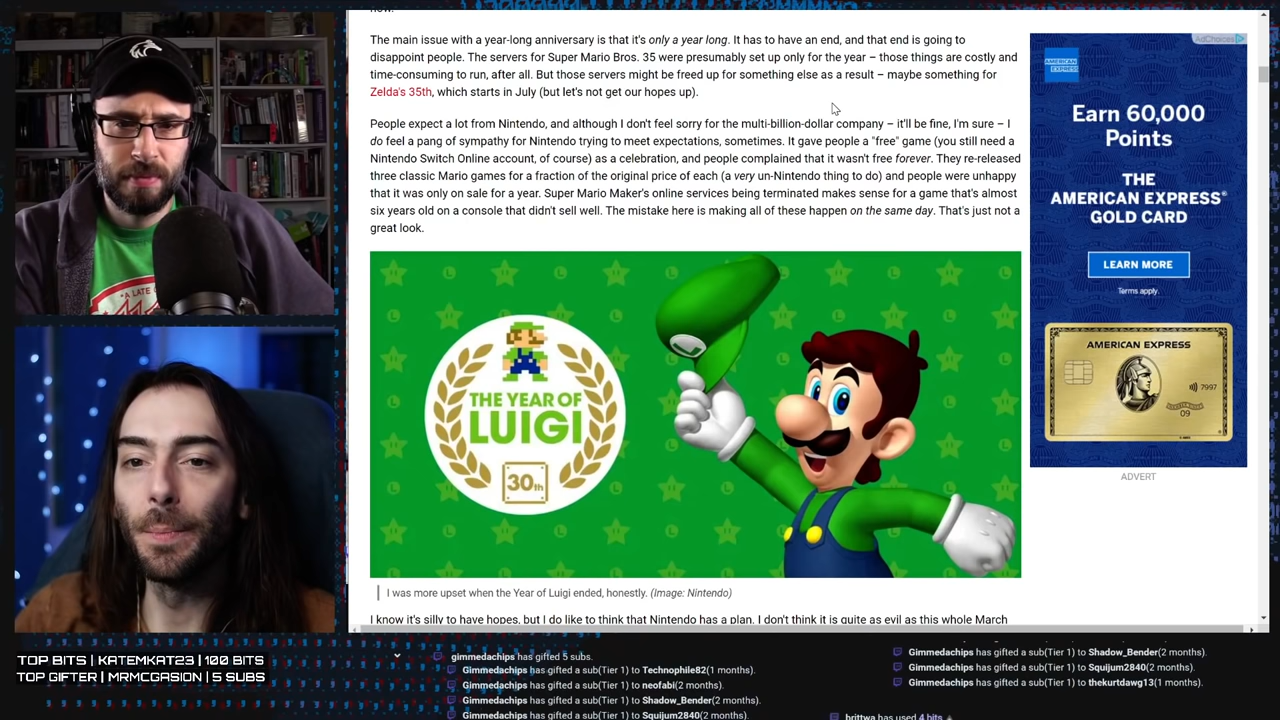 The main issue with a year-long anniversary is that it's only a year long. It has to have an end, and that end is going to
disappoint people. The servers for Super Mario Bros. 35 were presumably set up only for the year – those things are costly and
time-consuming to run, after all. But those servers might be freed up for something else as a result – maybe something for
Zelda's 35th, which starts in July (but let's not get our hopes up).
People expect a lot from Nintendo, and although I don't feel sorry for the multi-billion-dollar company – it'll be fine, I'm sure – I
do feel a pang of sympathy for Nintendo trying to meet expectations, sometimes. It gave people a "free" game (you still need a
Nintendo Switch Online account, of course) as a celebration, and people complained that it wasn't free forever. They re-released
three classic Mario games for a fraction of the original price of each (a very un-Nintendo thing to do) and people were unhappy
that it was only on sale for a year. Super Mario Maker's online services being terminated makes sense for a game that's almost
six years old on a console that didn't sell well. The mistake here is making all of these happen on the same day. That's just not a
great look.
THE YEAR OF
LUIGI
30th
L
I was more upset when the Year of Luigi ended, honestly. (Image: Nintendo)
I know it's silly to have hopes, but I do like to think that Nintendo has a plan. I don't think it is quite as evil as this whole March
AdChoices
AMERICAN
EXPRESS
Earn 60,000
Points
THE
AMERICAN EXPRESS®
GOLD CARD
LEARN MORE
Terms apply.
AMERICAN EXPRESS
7997
09
ADVERT
"A LATE
TOP BITS | KATEMKAT23 | 100 BITS
TOP GIFTER | MRMCGASION | 5 SUBS
gimmedachips has gifted 5 subs.
Gimmedachips has gifted a sub(Tier 1) to Technophile82(1 months).
Gimmedachips has gifted a sub(Tier 1) to neofabi(2 months).
Gimmedachips has gifted a sub(Tier 1) to Shadow_Bender(2 months).
Gimmedachips has gifted a sub(Tier 1) to Squijum2840(2 months).
Gimmedachips has gifted a sub(Tier 1) to Shadow_Bender(2 months).
Gimmedachips has gifted a sub(Tier 1) to Squijum2840(2 months).
Gimmedachips has gifted a sub(Tier 1) to thekurtdawg13(1 months).
brittwa has used 4 bits